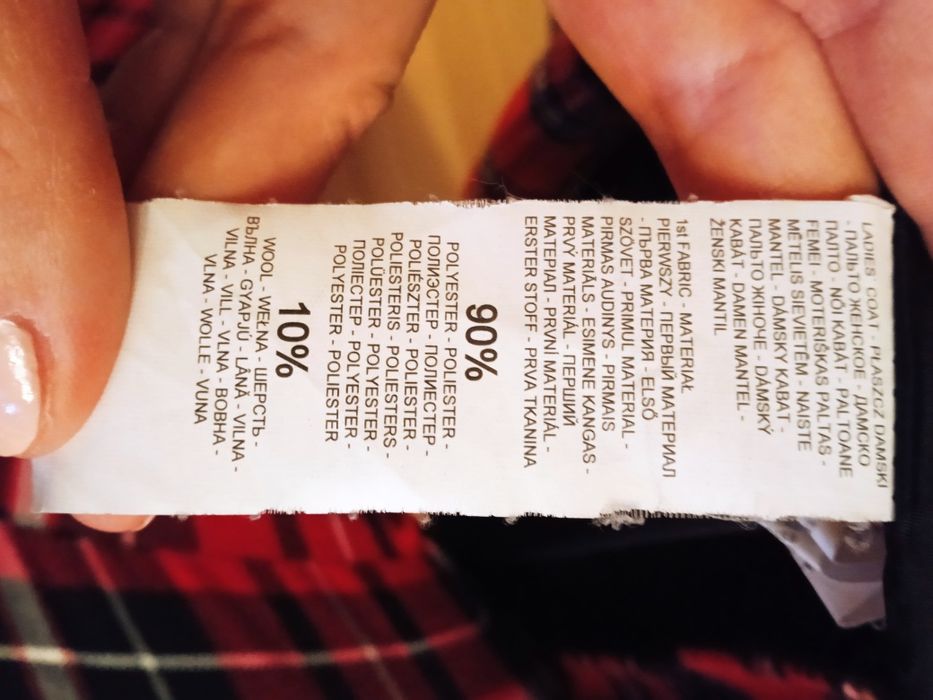 LADIES' COAT - PŁASZCZ DAMSKI
- ПАЛЬТО ЖЕНСКОЕ - ДАМСКО
ПАЛТО - NŐI KABÁT - PALTOANE
FEMEI - MOTERIŠKAS PALTAS -
MĒTELIS SIEVIETĒM - NAISTE
MANTEL - DÁMSKY KABÁT -
ПАЛЬТО ЖІНОЧЕ - DÁMSKÝ
KABÁT - DAMEN MANTEL -
ŽENSKI MANTIL
1st FABRIC - MATERIAŁ
PIERWSZY - ПЕРВЫЙ МАТЕРИАЛ
- ПЪРВА МАТЕРИЯ - ELSŐ
SZÖVET - PRIMUL MATERIAL -
PIRMAS AUDINYS - PIRMAIS
MATERIĀLS - ESIMENE KANGAS -
PRVÝ MATERIÁL - ПЕРШИЙ
МАТЕРІАЛ - PRVNÍ MATERIÁL -
ERSTER STOFF - PRVA TKANINA
90%
POLYESTER - POLIESTER -
ПОЛИЭСТЕР - ПОЛИЕСТЕР -
POLIÉSZTER - POLIESTER -
POLIESTERIS - POLIESTERS -
POLÜESTER - POLYESTER -
ПОЛІЕСТЕР - POLYESTER -
POLYESTER - POLIESTER
10%
WOOL - WEŁNA - ШЕРСТЬ -
ВЪЛНА - GYAPJÚ - LÂNĂ - VILNA -
VILNA - VILL - VLNA - ВОВНА -
VLNA - WOLLE - VUNA